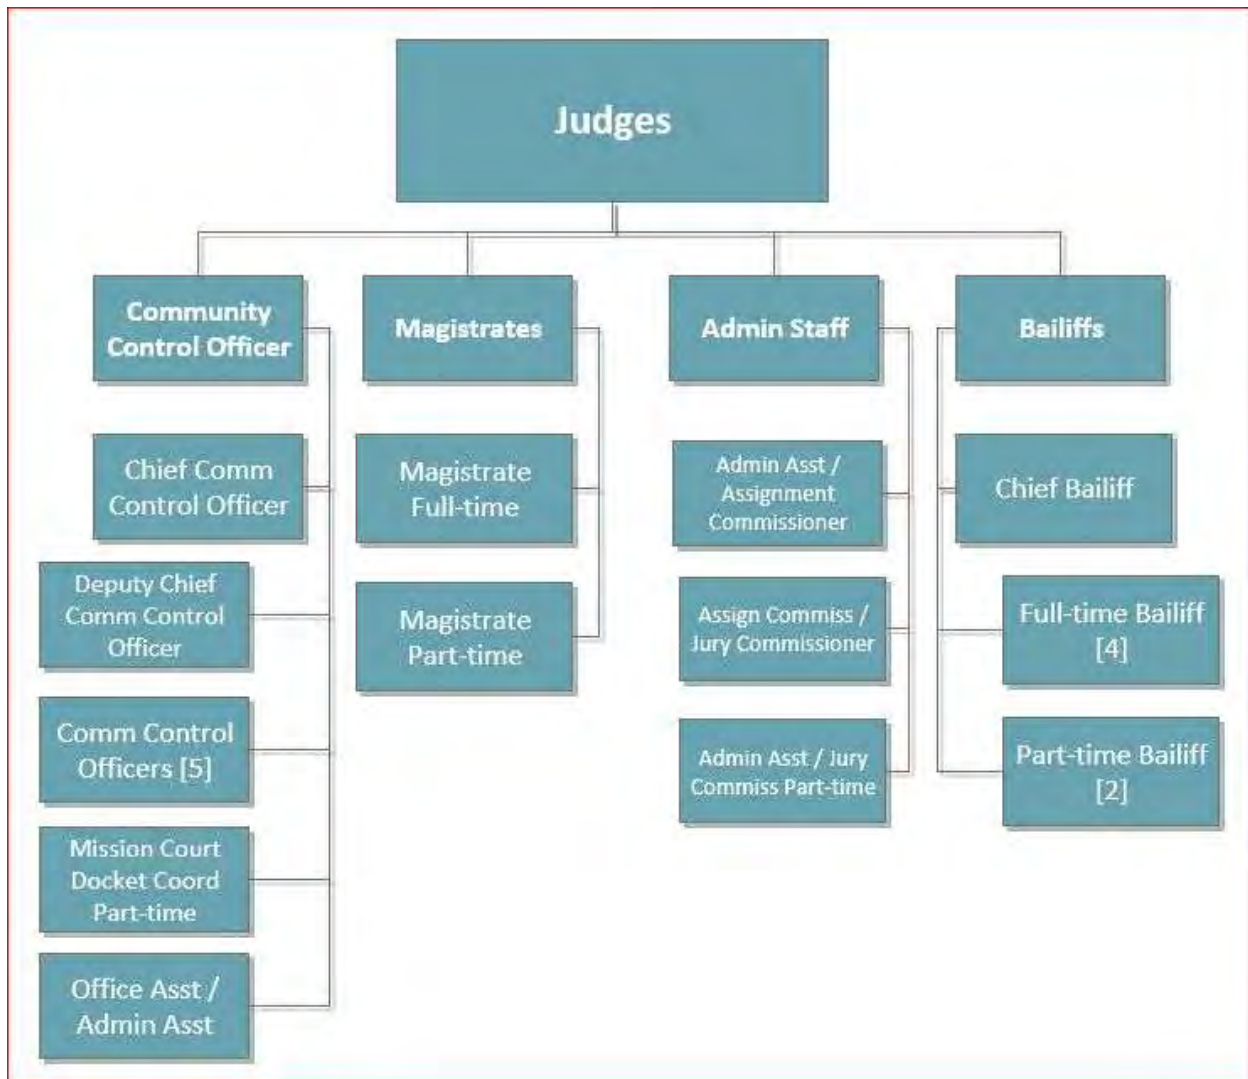 Judges
Community
Control Officer
Magistrates
Admin Staff
Bailiffs
Chief Comm
Control Officer
Deputy Chief
Comm Control
Officer
Comm Control
Officers [5]
Mission Court
Docket Coord
Part-time
Office Asst /
Admin Asst
Magistrate
Full-time
Magistrate
Part-time
Admin Asst /
Assignment
Commissioner
Assign Commiss /
Jury Commissioner
Admin Asst / Jury
Commiss Part-time
Chief Bailiff
Full-time Bailiff
[4]
Part-time Bailiff
[2]